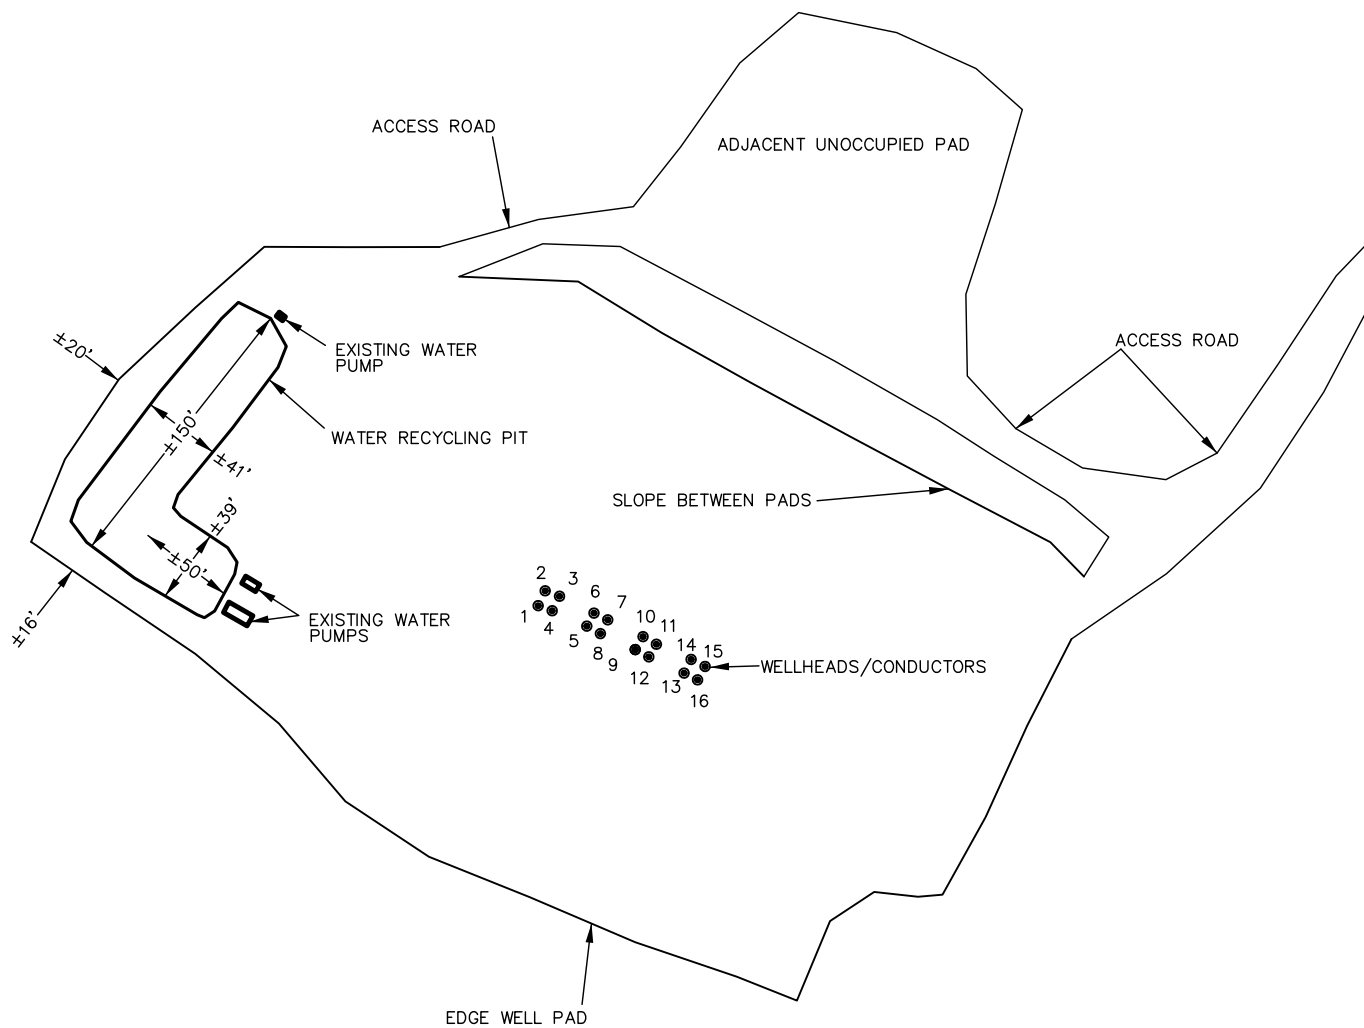 ACCESS ROAD
ADJACENT UNOCCUPIED PAD
±20'
EXISTING WATER
PUMP
ACCESS ROAD
±150'
WATER RECYCLING PIT
±41'
SLOPE BETWEEN PADS
±39'
±50'
±16'
EXISTING WATER
PUMPS
2
3
1
4
6
7
5
8
10
11
9
12
14
15
13
16
WELLHEADS/CONDUCTORS
EDGE WELL PAD